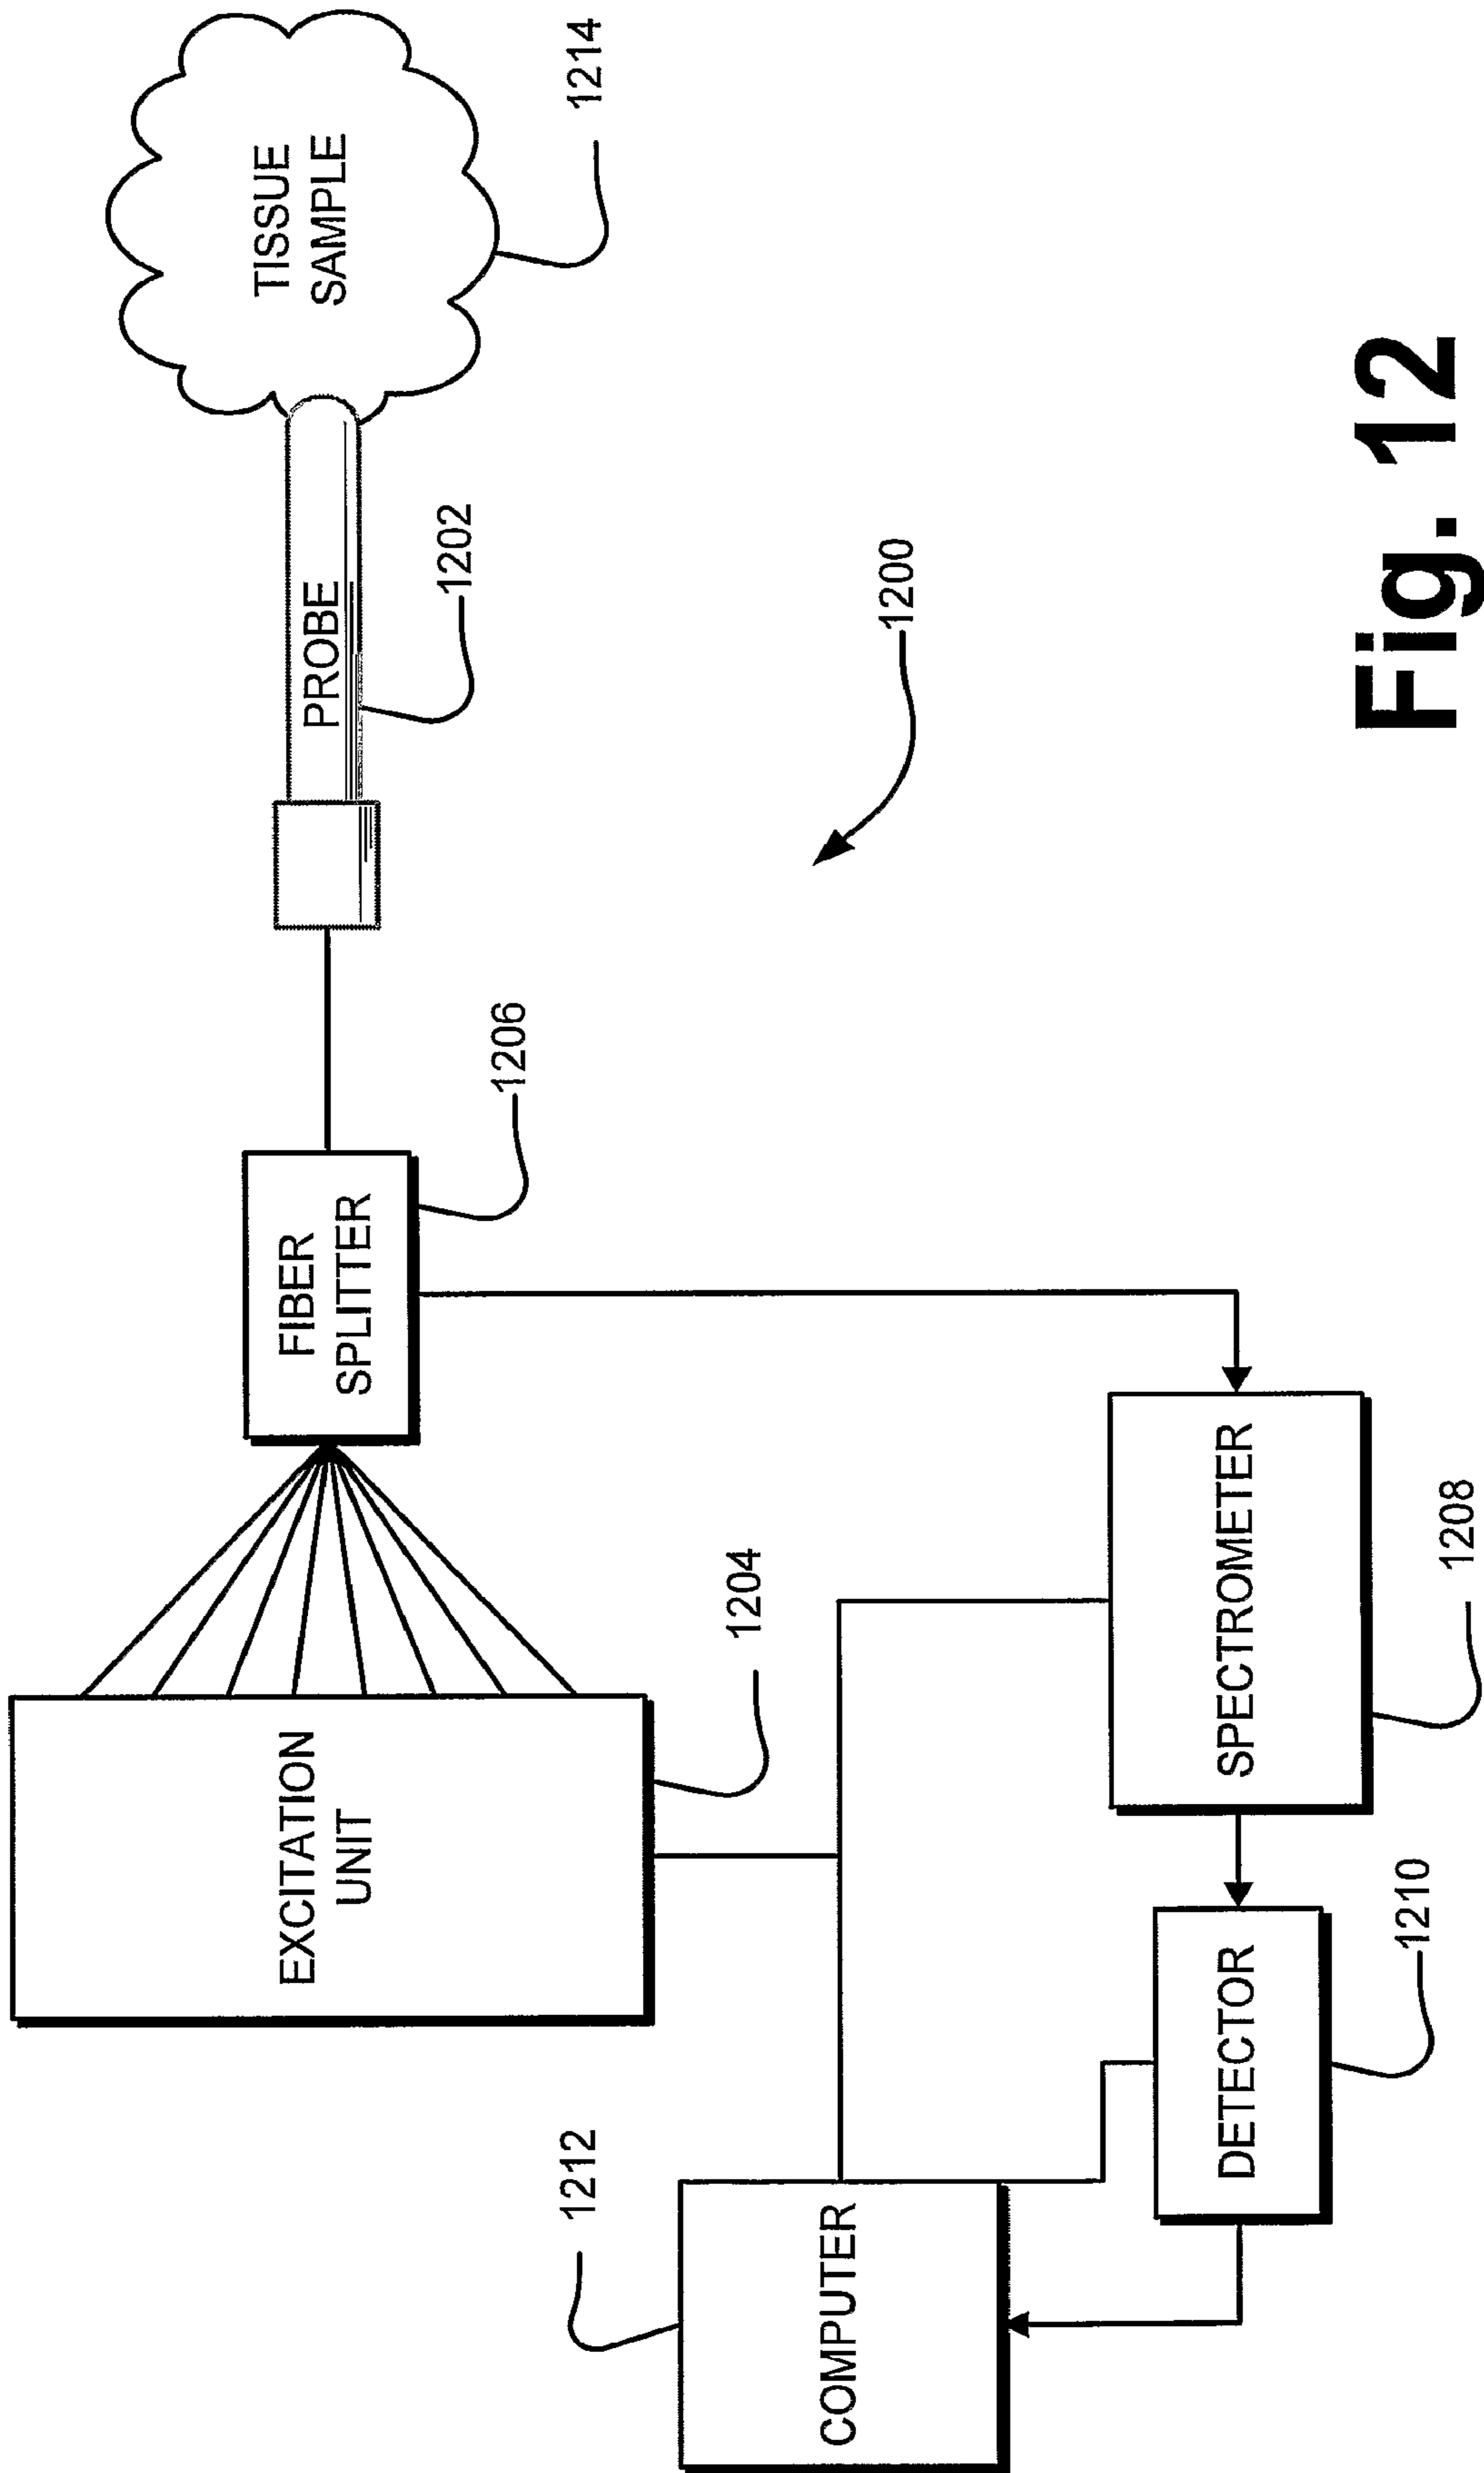 EXCITATION
UNIT
1204
FIBER
SPLITTER
1206
PROBE
1202
TISSUE
SAMPLE
1214
1212
COMPUTER
1200
DETECTOR
1210
SPECTROMETER
1208
Fig. 12